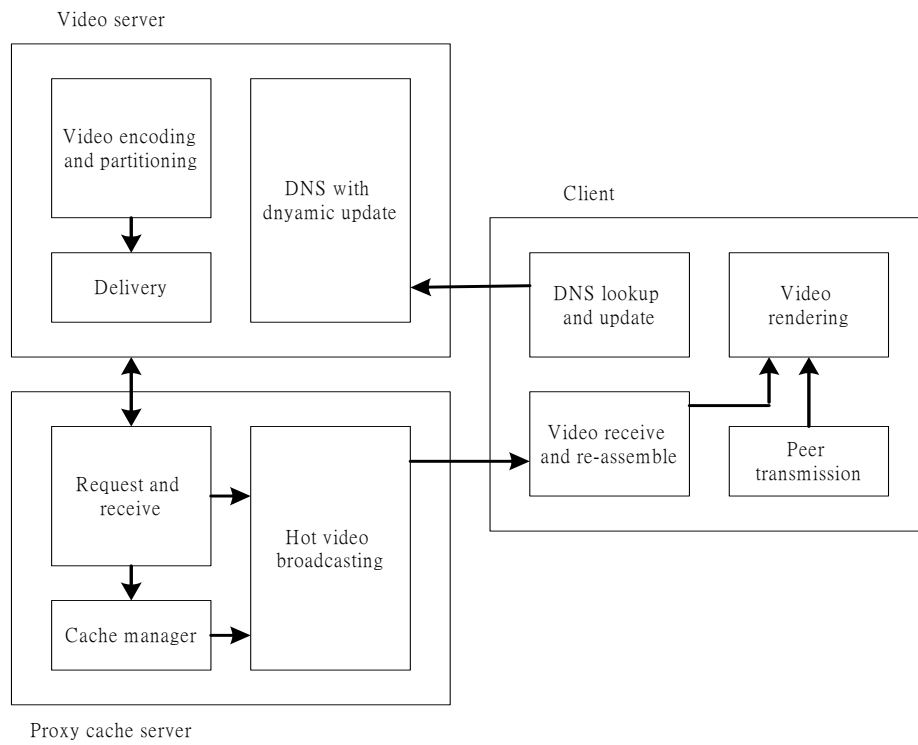 Video server
Video encoding
and partitioning
DNS with
dnyamic update
Delivery
Client
DNS lookup
and update
Video
rendering
Video receive
and re-assemble
Peer
transmission
Request and
receive
Hot video
broadcasting
Cache manager
Proxy cache server